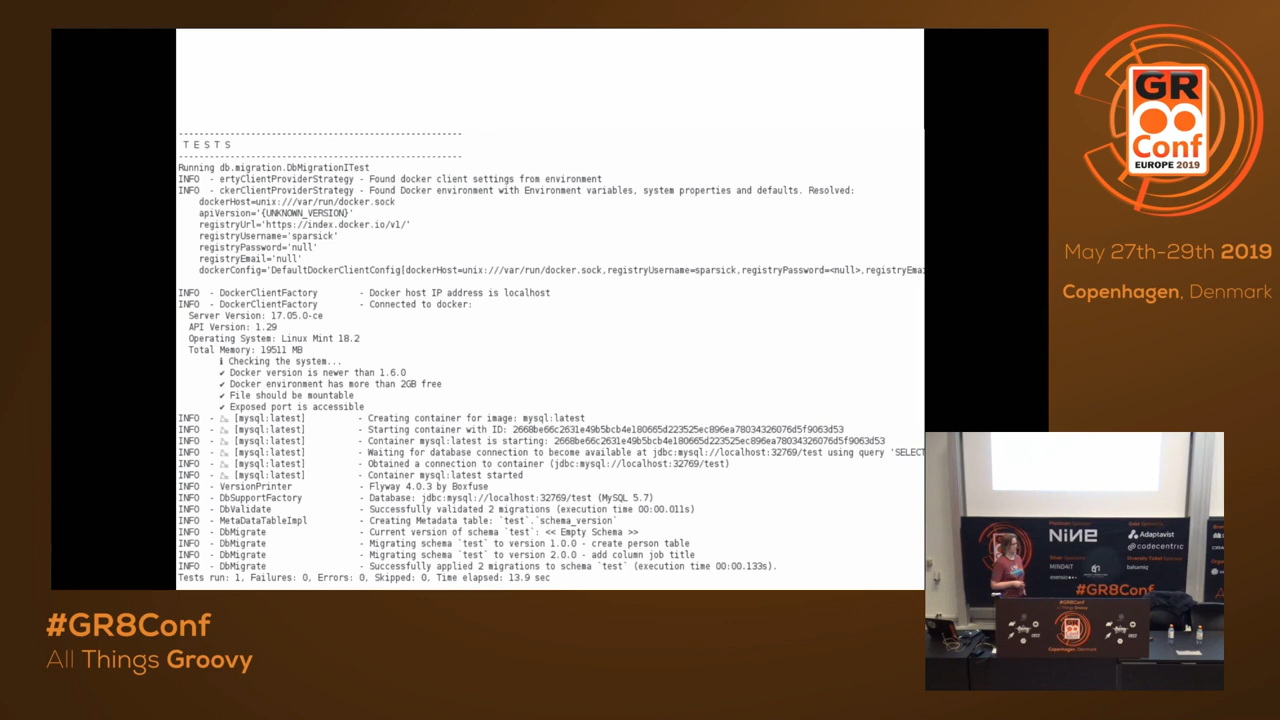 -----------------------------------------------------
T E S T S
-----------------------------------------------------
Running db.migration.DbMigrationITest
INFO  - ertyClientProviderStrategy - Found docker client settings from environment
INFO  - ckerClientProviderStrategy - Found Docker environment with Environment variables, system properties and defaults. Resolved:
    dockerHost=unix:///var/run/docker.sock
    apiVersion='{UNKNOWN_VERSION}'
    registryUrl='https://index.docker.io/v1/'
    registryUsername='sparsick'
    registryPassword='null'
    registryEmail='null'
    dockerConfig='DefaultDockerClientConfig[dockerHost=unix:///var/run/docker.sock,registryUsername=sparsick,registryPassword=<null>,registryEmai
INFO  - DockerClientFactory        - Docker host IP address is localhost
INFO  - DockerClientFactory        - Connected to docker:
  Server Version: 17.05.0-ce
  API Version: 1.29
  Operating System: Linux Mint 18.2
  Total Memory: 19511 MB
        ℹ Checking the system...
        ✔ Docker version is newer than 1.6.0
        ✔ Docker environment has more than 2GB free
        ✔ File should be mountable
        ✔ Exposed port is accessible
INFO  - 🐳 [mysql:latest]          - Creating container for image: mysql:latest
INFO  - 🐳 [mysql:latest]          - Starting container with ID: 2668be66c2631e49b5bcb4e180665d223525ec896ea78034326076d5f9063d53
INFO  - 🐳 [mysql:latest]          - Container mysql:latest is starting: 2668be66c2631e49b5bcb4e180665d223525ec896ea78034326076d5f9063d53
INFO  - 🐳 [mysql:latest]          - Waiting for database connection to become available at jdbc:mysql://localhost:32769/test using query 'SELECT
INFO  - 🐳 [mysql:latest]          - Obtained a connection to container (jdbc:mysql://localhost:32769/test)
INFO  - 🐳 [mysql:latest]          - Container mysql:latest started
INFO  - VersionPrinter             - Flyway 4.0.3 by Boxfuse
INFO  - DbSupportFactory           - Database: jdbc:mysql://localhost:32769/test (MySQL 5.7)
INFO  - DbValidate                 - Successfully validated 2 migrations (execution time 00:00.011s)
INFO  - MetaDataTableImpl          - Creating Metadata table: `test`.`schema_version`
INFO  - DbMigrate                  - Current version of schema `test`: << Empty Schema >>
INFO  - DbMigrate                  - Migrating schema `test` to version 1.0.0 - create person table
INFO  - DbMigrate                  - Migrating schema `test` to version 2.0.0 - add column job title
INFO  - DbMigrate                  - Successfully applied 2 migrations to schema `test` (execution time 00:00.133s).
Tests run: 1, Failures: 0, Errors: 0, Skipped: 0, Time elapsed: 13.9 sec
GR
Conf
EUROPE 2019
May 27th-29th 2019
Copenhagen, Denmark
#GR8Conf
All Things Groovy
NiNE
Adaptavist
codecentric
#GR8Conf
#GR8Conf
All Things Groovy
Copenhagen, Denmark